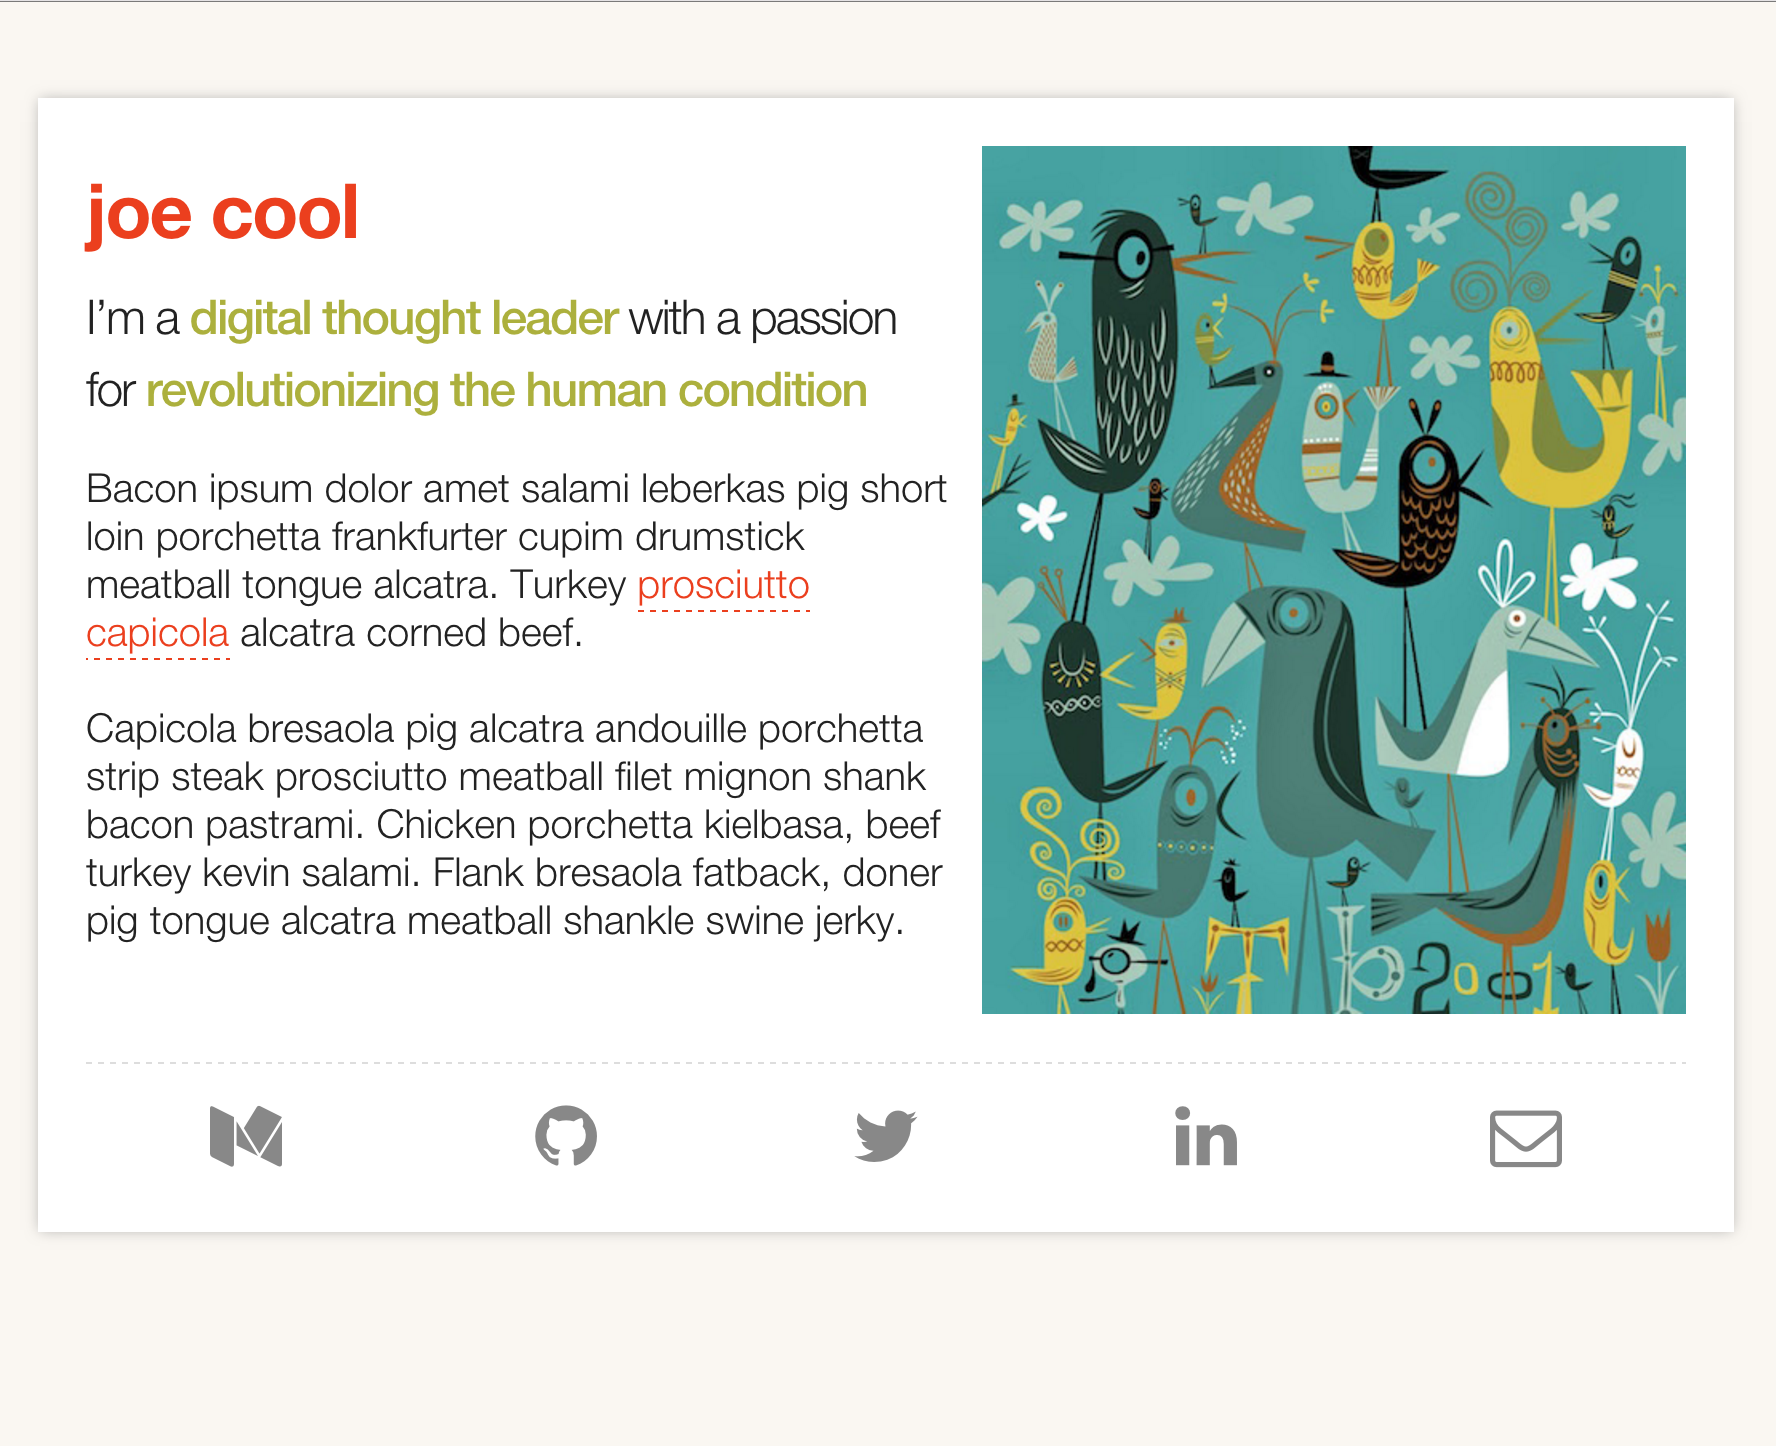 joe cool
I’m a digital thought leader with a passion
for revolutionizing the human condition
Bacon ipsum dolor amet salami leberkas pig short
loin porchetta frankfurter cupim drumstick
meatball tongue alcatra. Turkey prosciutto
capicola alcatra corned beef.
Capicola bresaola pig alcatra andouille porchetta
strip steak prosciutto meatball filet mignon shank
bacon pastrami. Chicken porchetta kielbasa, beef
turkey kevin salami. Flank bresaola fatback, doner
pig tongue alcatra meatball shankle swine jerky.
2001
in